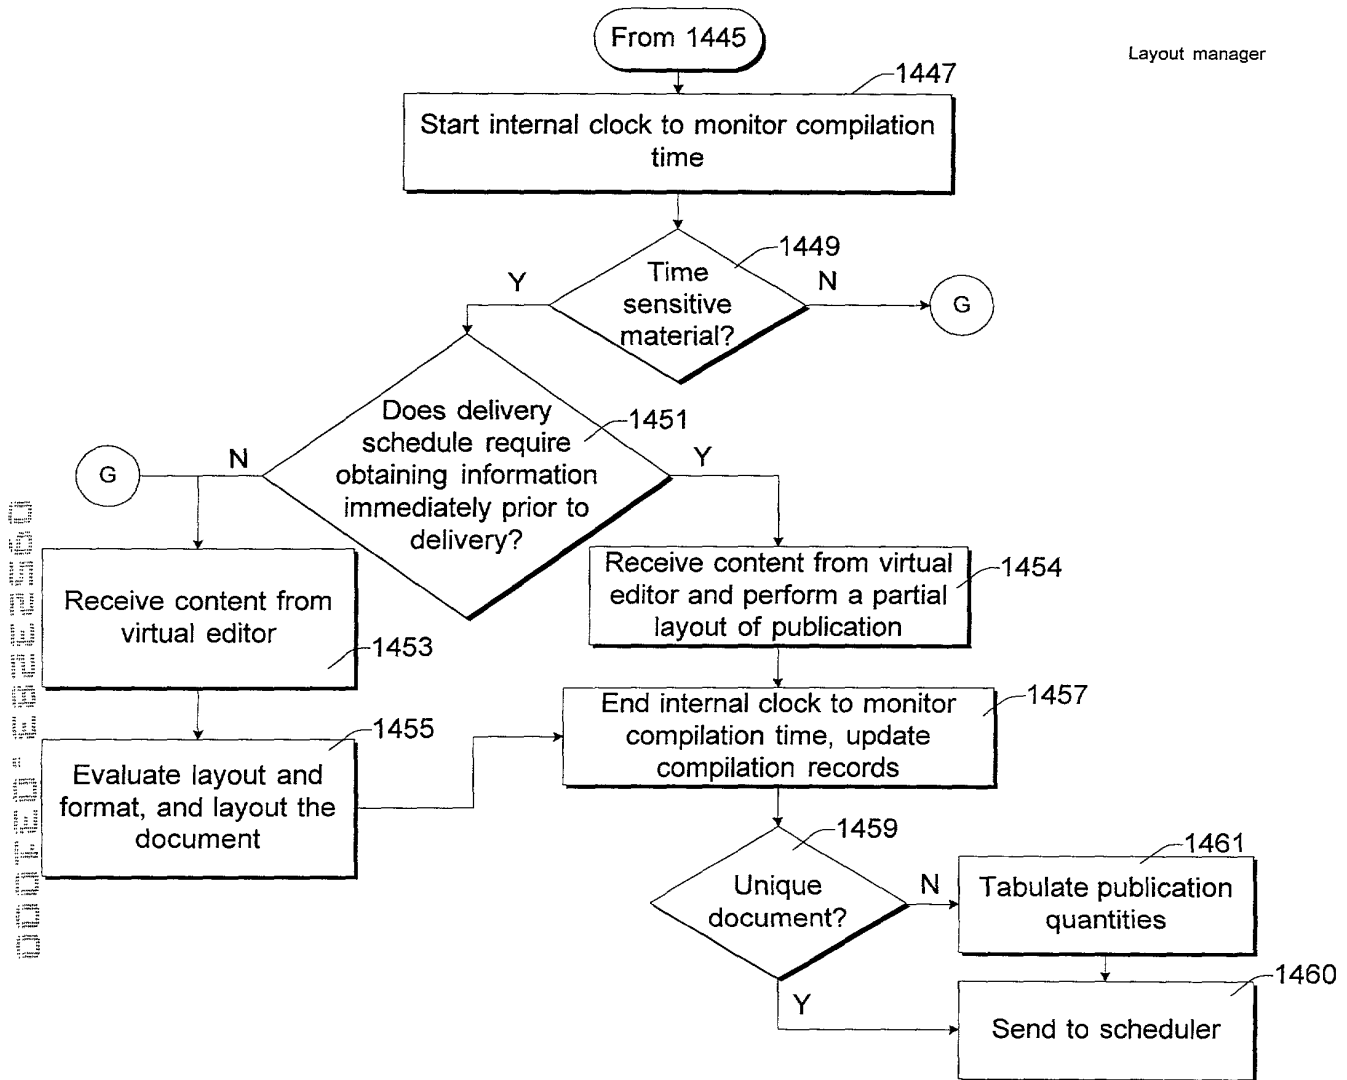 From 1445
Layout manager
1447
Start internal clock to monitor compilation
time
1449
Time
sensitive
material?
Y
N
G
Does delivery
schedule require
obtaining information
immediately prior to
delivery?
1451
G
N
Y
Receive content from
virtual editor
1453
Receive content from virtual
editor and perform a partial
layout of publication
1454
1455
Evaluate layout and
format, and layout the
document
End internal clock to monitor
compilation time, update
compilation records
1457
1459
Unique
document?
N
Y
1461
Tabulate publication
quantities
1460
Send to scheduler
09523283.031000